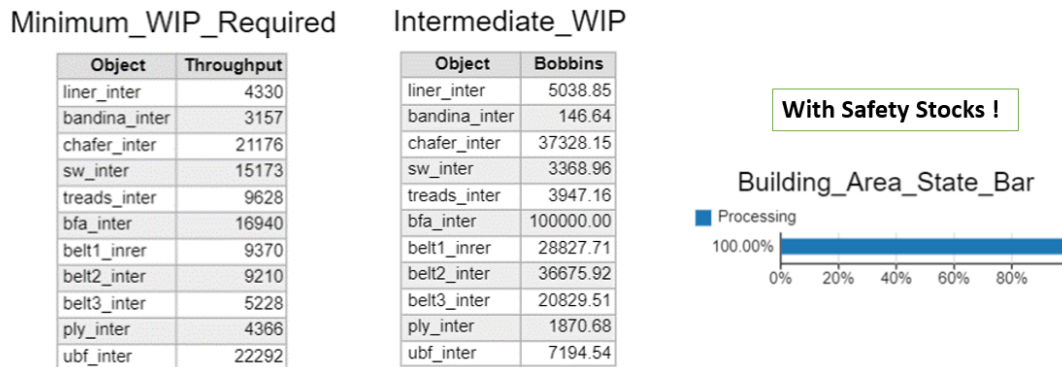 Minimum_WIP_Required
Object Throughput
liner_inter 4330
bandina_inter 3157
chafer_inter 21176
sw_inter 15173
treads_inter 9628
bfa_inter 16940
belt1_inrer 9370
belt2_inter 9210
belt3_inter 5228
ply_inter 4366
ubf_inter 22292
Intermediate_WIP
Object Bobbins
liner_inter 5038.85
bandina_inter 146.64
chafer_inter 37328.15
sw_inter 3368.96
treads_inter 3947.16
bfa_inter 100000.00
belt1_inrer 28827.71
belt2_inter 36675.92
belt3_inter 20829.51
ply_inter 1870.68
ubf_inter 7194.54
With Safety Stocks !
Building_Area_State_Bar
Processing
100.00%
0% 20% 40% 60% 80%